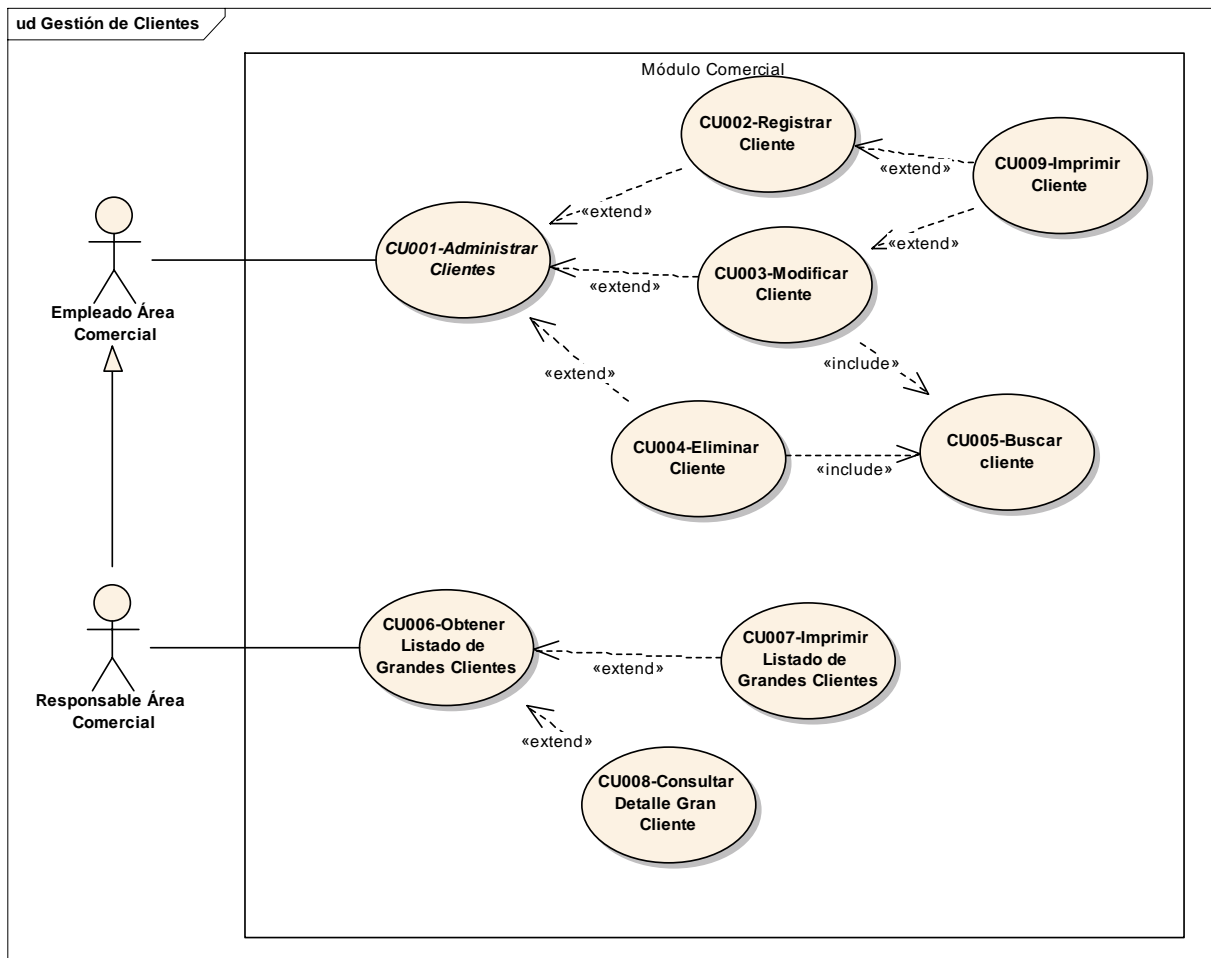 ud Gestión de Clientes
Módulo Comercial
CU002-Registrar
Cliente
«extend»
CU009-Imprimir
Cliente
«extend»
«extend»
CU001-Administrar
Clientes
CU003-Modificar
Cliente
«extend»
Empleado Área
Comercial
«include»
«extend»
CU004-Eliminar
Cliente
CU005-Buscar
cliente
«include»
CU006-Obtener
Listado de
Grandes Clientes
CU007-Imprimir
Listado de
Grandes Clientes
«extend»
Responsable Área
Comercial
«extend»
CU008-Consultar
Detalle Gran
Cliente